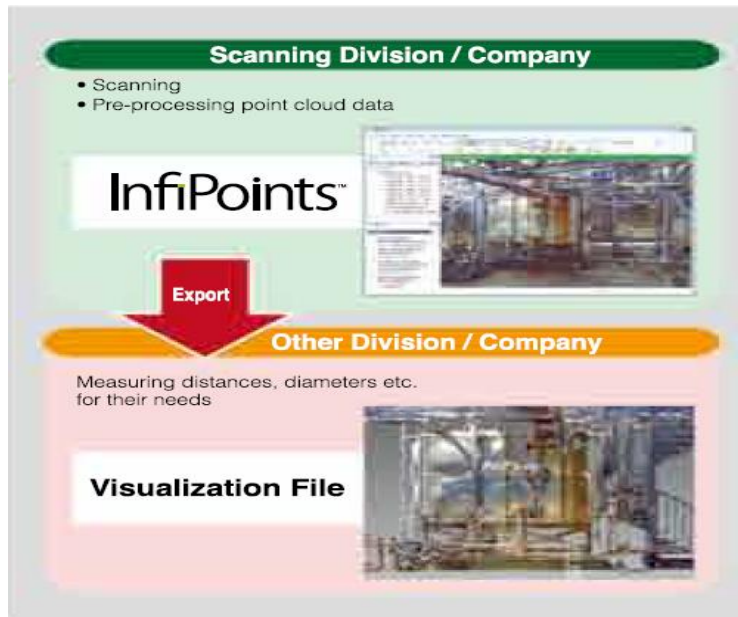 Scanning Division / Company
• Scanning
• Pre-processing point cloud data
InfiPoints™
Export
Other Division / Company
Measuring distances, diameters etc.
for their needs
Visualization File